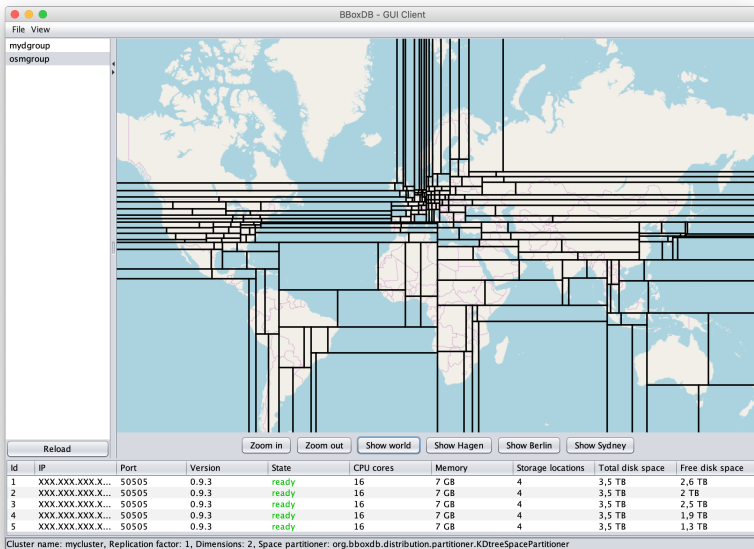 BBoxDB - GUI Client
File View
mydgroup
osmgroup
Reload
Zoom in Zoom out Show world Show Hagen Show Berlin Show Sydney
Id IP Port Version State CPU cores Memory Storage locations Total disk space Free disk space
1 XXX.XXX.XXX.X... 50505 0.9.3 ready 16 7 GB 4 3,5 TB 2,6 TB
2 XXX.XXX.XXX.X... 50505 0.9.3 ready 16 7 GB 4 3,5 TB 2 TB
3 XXX.XXX.XXX.X... 50505 0.9.3 ready 16 7 GB 4 3,5 TB 2,5 TB
4 XXX.XXX.XXX.X... 50505 0.9.3 ready 16 7 GB 4 3,5 TB 1,9 TB
5 XXX.XXX.XXX.X... 50505 0.9.3 ready 16 7 GB 4 3,5 TB 1,3 TB
Cluster name: mycluster, Replication factor: 1, Dimensions: 2, Space partitioner: org.bboxdb.distribution.partitioner.KDtreeSpacePartitioner